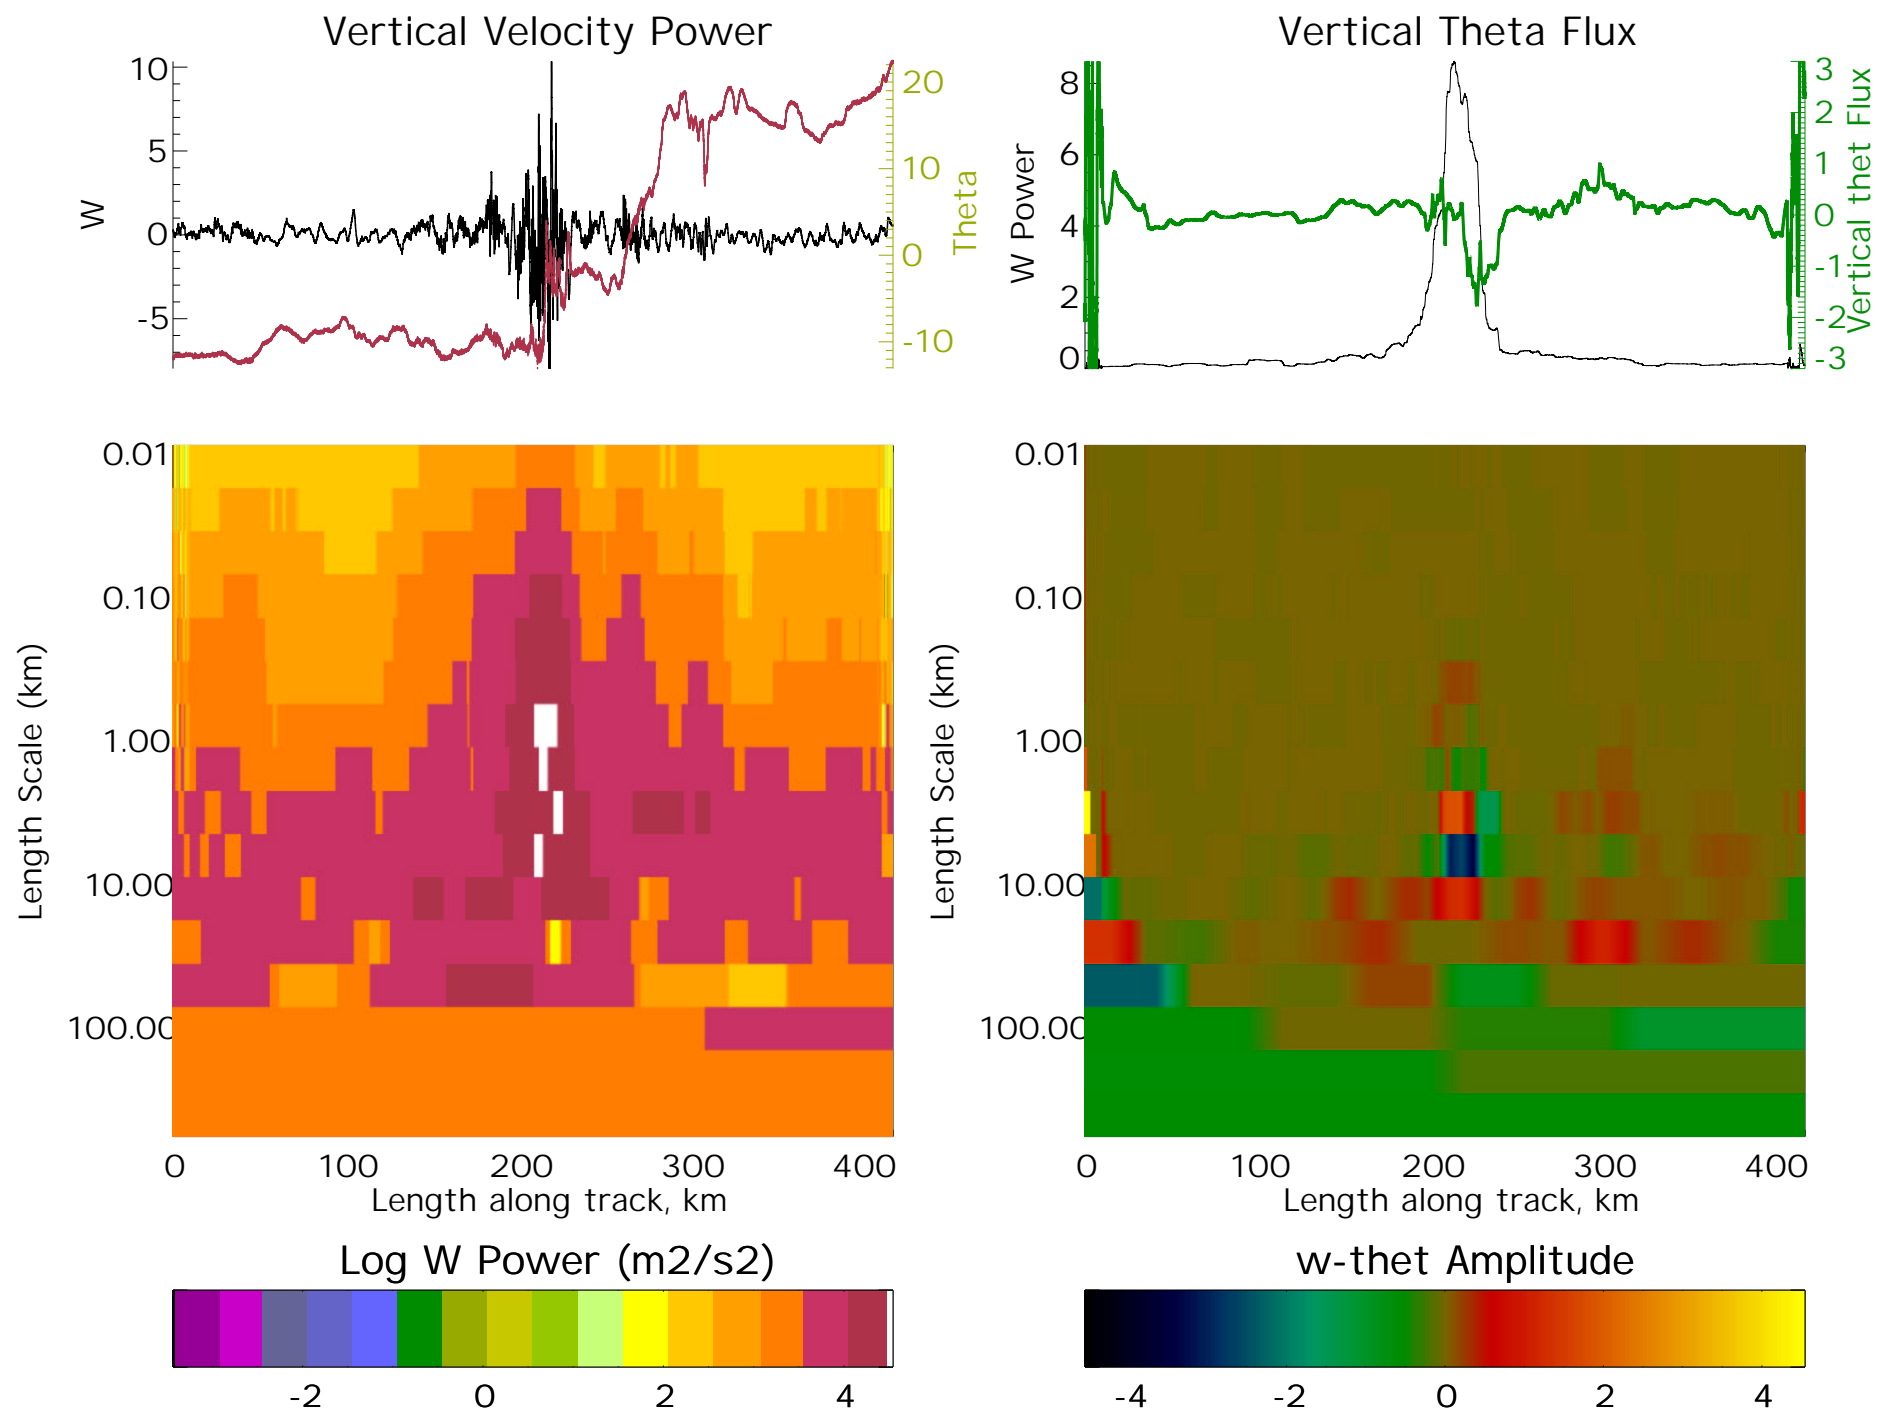 Vertical Velocity Power
10
5
0
-5
W
20
10
0
-10
Theta
Vertical Theta Flux
8
6
4
2
0
W Power
3
2
1
0
-1
-2
-3
Vertical thet Flux
0.01
0.10
1.00
10.00
100.00
Length Scale (km)
0 100 200 300 400
Length along track, km
0.01
0.10
1.00
10.00
100.00
Length Scale (km)
0 100 200 300 400
Length along track, km
Log W Power (m2/s2)
-2 0 2 4
w-thet Amplitude
-4 -2 0 2 4